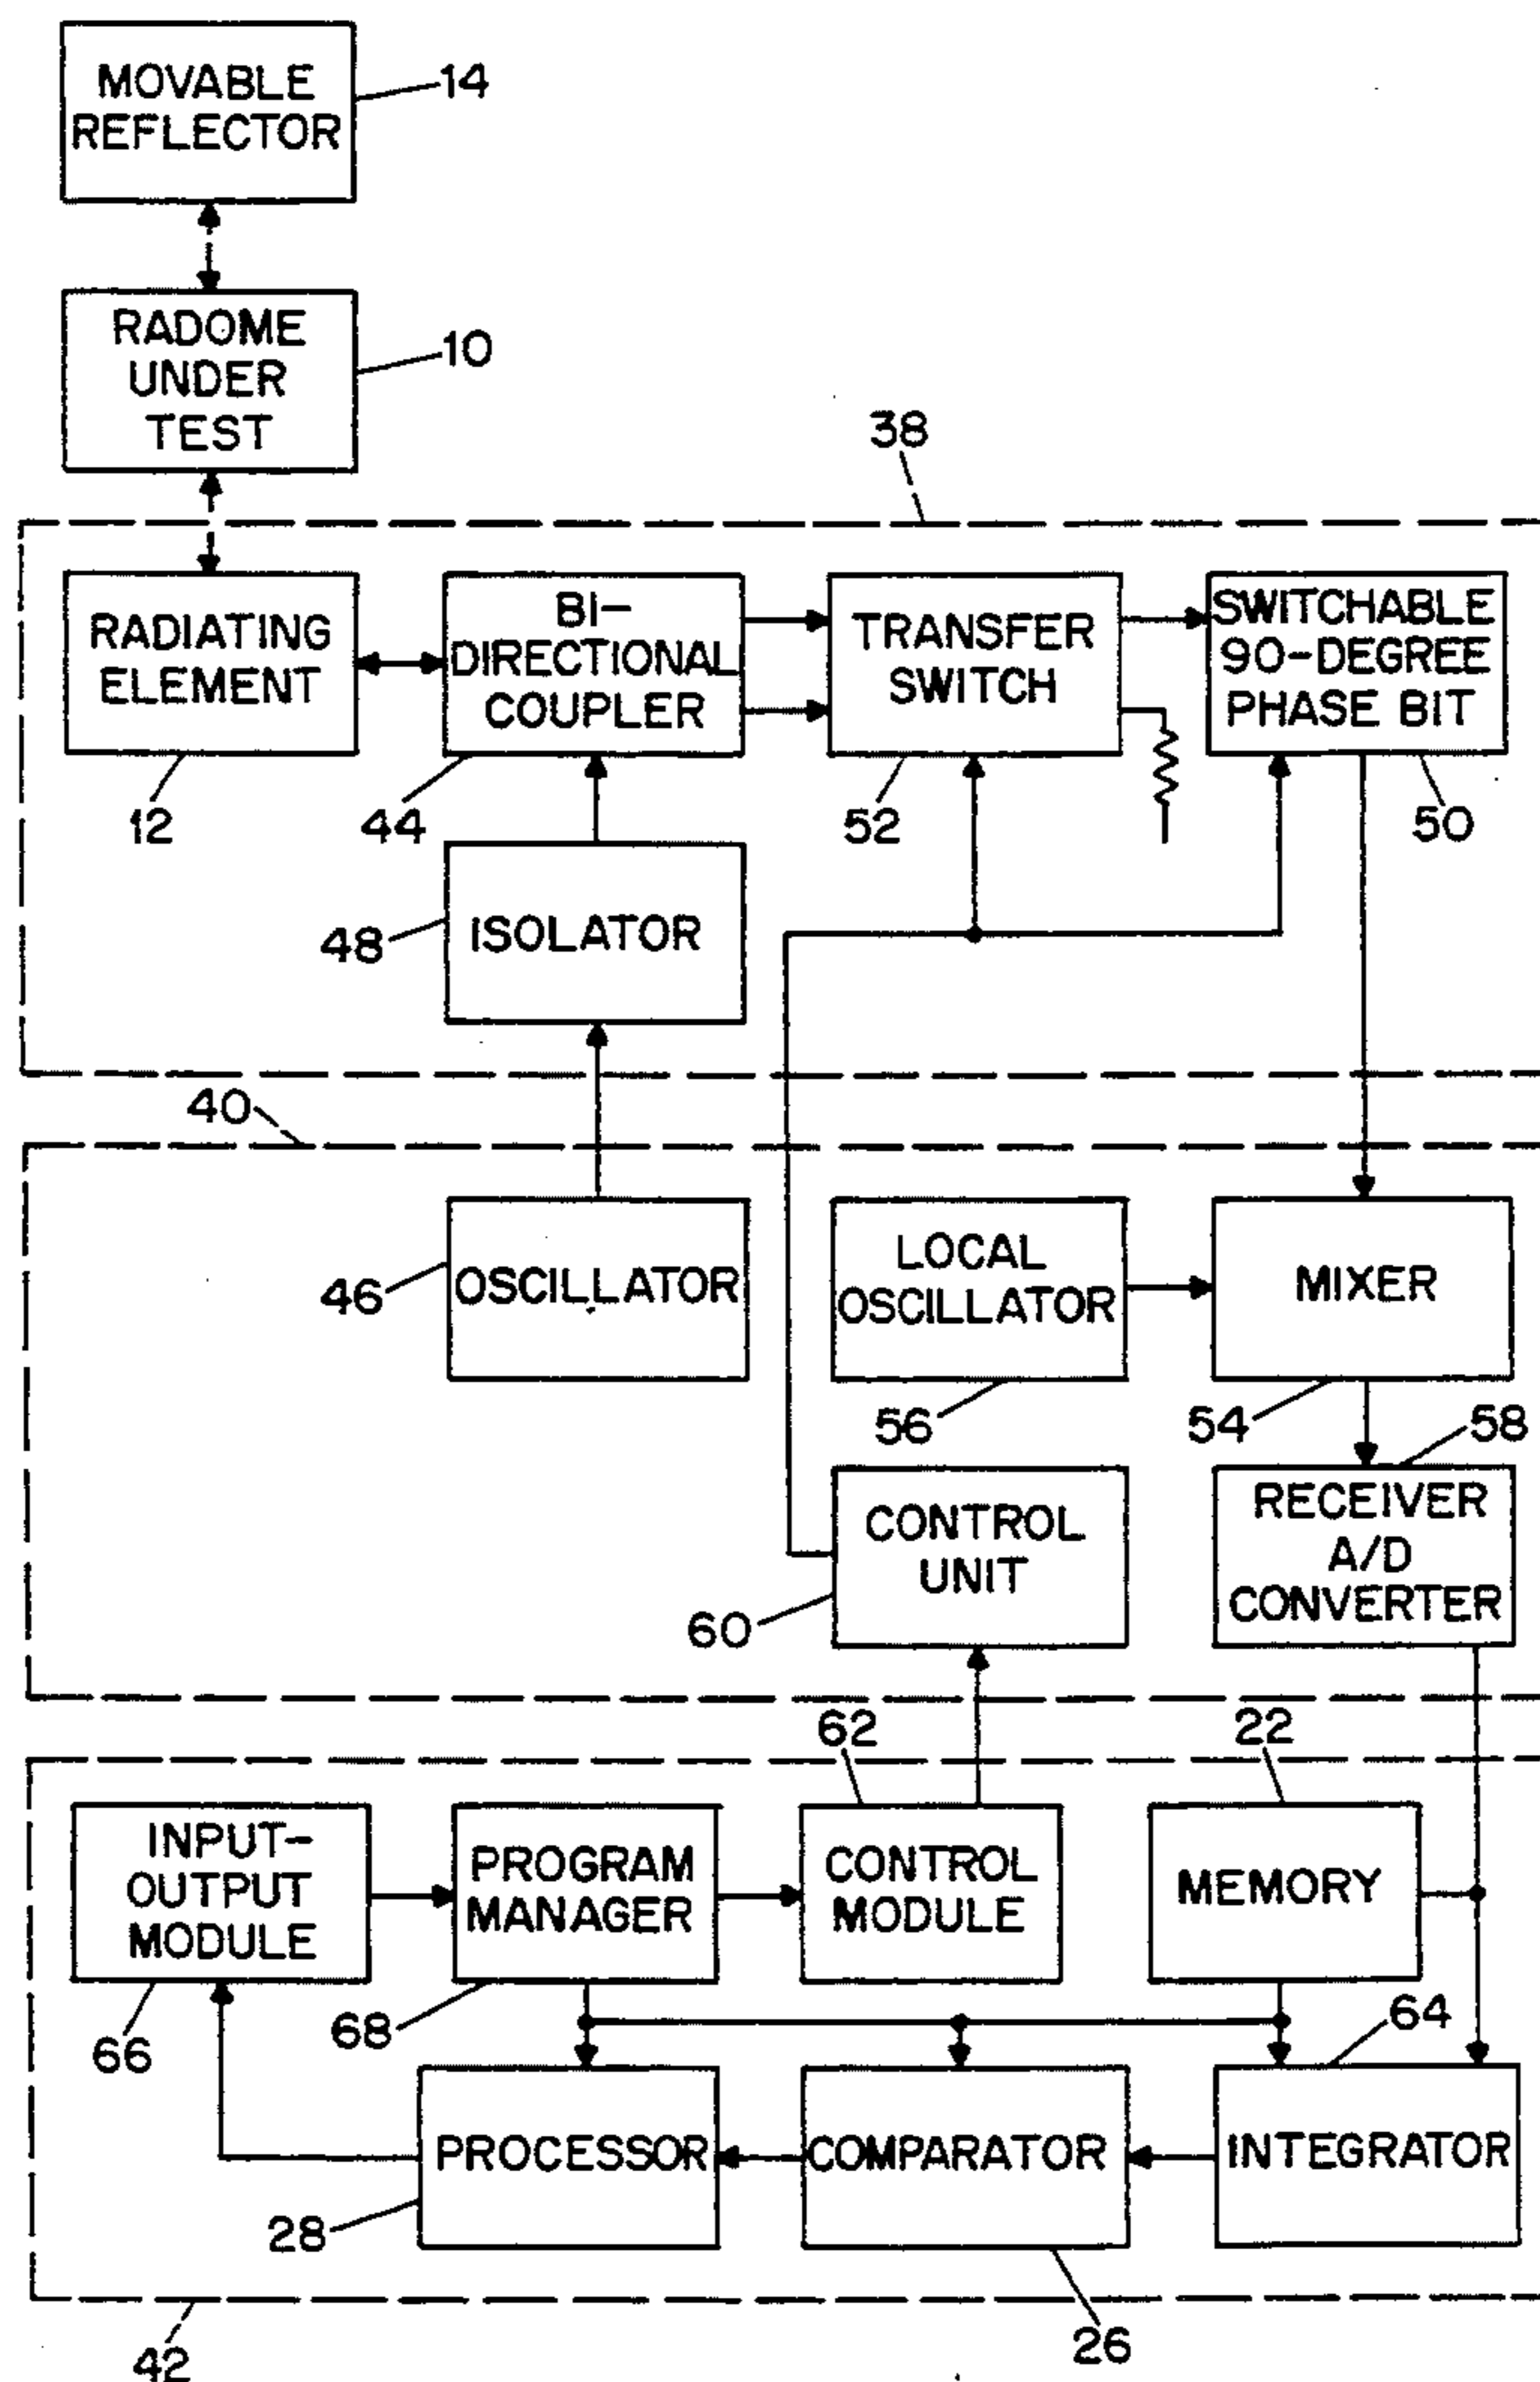 MOVABLE
REFLECTOR
14
RADOME
UNDER
TEST
10
38
RADIATING
ELEMENT
12
BI-
DIRECTIONAL
COUPLER
44
TRANSFER
SWITCH
52
SWITCHABLE
90-DEGREE
PHASE BIT
50
ISOLATOR
48
40
OSCILLATOR
46
LOCAL
OSCILLATOR
56
MIXER
54
58
CONTROL
UNIT
60
RECEIVER
A/D
CONVERTER
62
22
INPUT-
OUTPUT
MODULE
66
PROGRAM
MANAGER
68
CONTROL
MODULE
MEMORY
64
PROCESSOR
28
COMPARATOR
26
INTEGRATOR
42